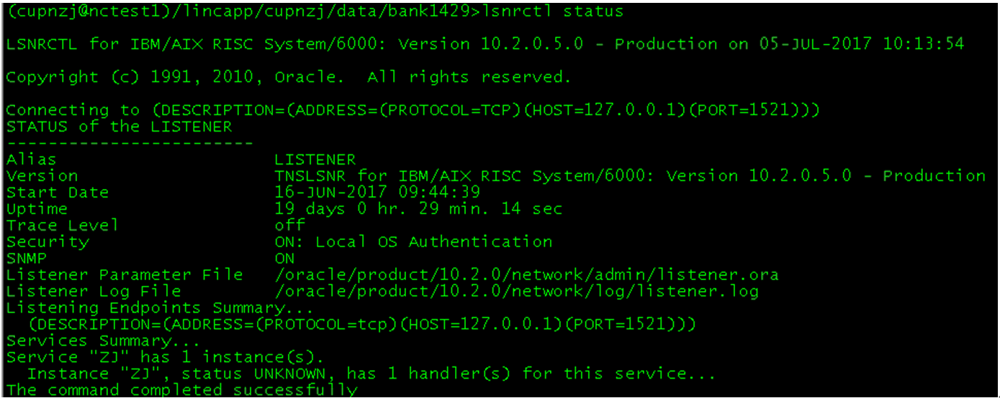 (cupnzj@nctest1)/lincapp/cupnzj/data/bank1429>lsnrctl status
LSNRCTL for IBM/AIX RISC System/6000: Version 10.2.0.5.0 - Production on 05-JUL-2017 10:13:54
Copyright (c) 1991, 2010, Oracle.  All rights reserved.
Connecting to (DESCRIPTION=(ADDRESS=(PROTOCOL=TCP)(HOST=127.0.0.1)(PORT=1521)))
STATUS of the LISTENER
------------------------
Alias                     LISTENER
Version                   TNSLSNR for IBM/AIX RISC System/6000: Version 10.2.0.5.0 - Production
Start Date                16-JUN-2017 09:44:39
Uptime                    19 days 0 hr. 29 min. 14 sec
Trace Level               off
Security                  ON: Local OS Authentication
SNMP                      ON
Listener Parameter File   /oracle/product/10.2.0/network/admin/listener.ora
Listener Log File         /oracle/product/10.2.0/network/log/listener.log
Listening Endpoints Summary...
  (DESCRIPTION=(ADDRESS=(PROTOCOL=tcp)(HOST=127.0.0.1)(PORT=1521)))
Services Summary...
Service "ZJ" has 1 instance(s).
  Instance "ZJ", status UNKNOWN, has 1 handler(s) for this service...
The command completed successfully